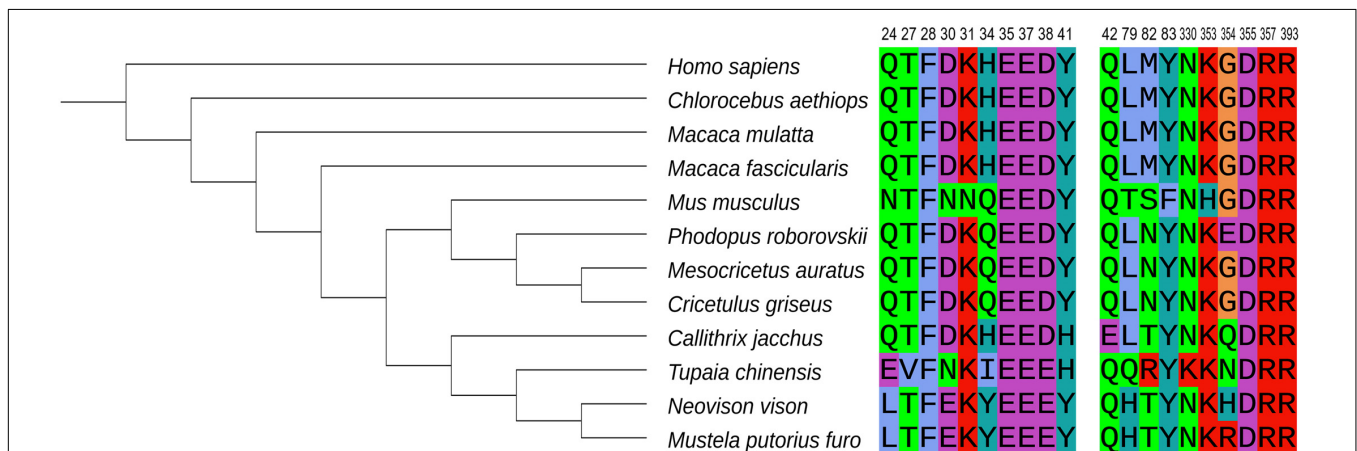 24 27 28 30 31 34 35 37 38 41 42 79 82 83 330 353 354 355 357 393
Homo sapiens QTFDKHEEDY QLMYNKGDRR
Chlorocebus aethiops QTFDKHEEDY QLMYNKGDRR
Macaca mulatta QTFDKHEEDY QLMYNKGDRR
Macaca fascicularis QTFDKHEEDY QLMYNKGDRR
Mus musculus NTFNNQEEDY QTSFNHGDRR
Phodopus roborovskii QTFDKQEEDY QLNYNKEDRR
Mesocricetus auratus QTFDKQEEDY QLNYNKGDRR
Cricetulus griseus QTFDKQEEDY QLNYNKGDRR
Callithrix jacchus QTFDKHEEDH ELTYNKQDRR
Tupaia chinensis EVFNKIEEEH QQRYKKNDRR
Neovison vison LTFEKYEEEY QHTYNKHDRR
Mustela putorius furo LTFEKYEEEY QHTYNKRDRR